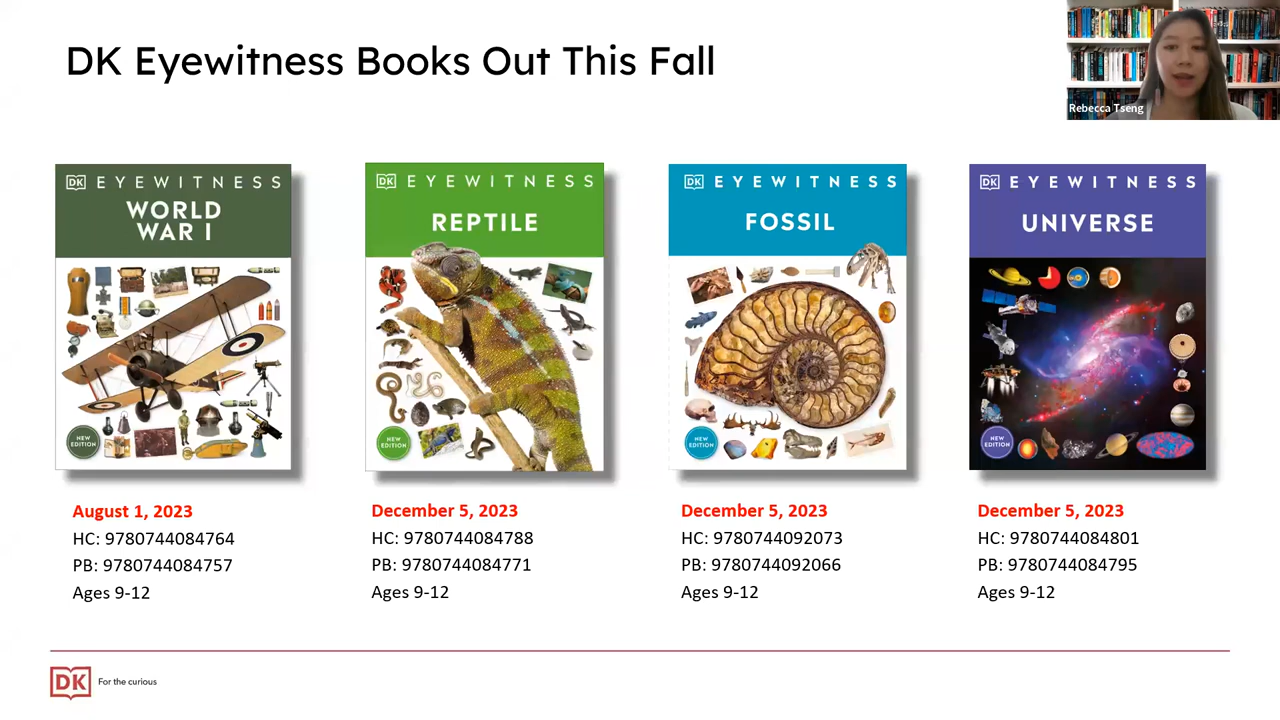 DK Eyewitness Books Out This Fall
Rebecca Tseng
DK EYEWITNESS
WORLD
WAR I
NEW
EDITION
DK EYEWITNESS
REPTILE
NEW
EDITION
DK EYEWITNESS
FOSSIL
NEW
EDITION
DK EYEWITNESS
UNIVERSE
NEW
EDITION
August 1, 2023
HC: 9780744084764
PB: 9780744084757
Ages 9-12
December 5, 2023
HC: 9780744084788
PB: 9780744084771
Ages 9-12
December 5, 2023
HC: 9780744092073
PB: 9780744092066
Ages 9-12
December 5, 2023
HC: 9780744084801
PB: 9780744084795
Ages 9-12
DK For the curious